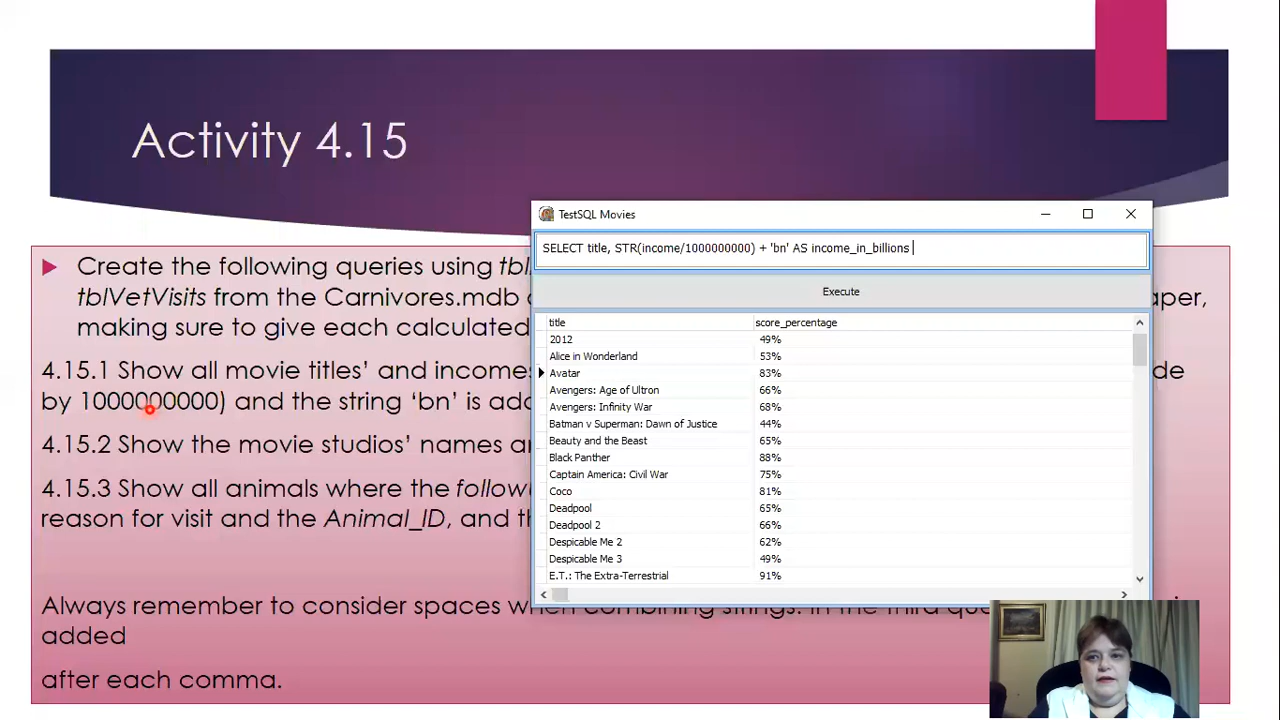 Activity 4.15
Create the following queries using
tblVetVisits from the Carnivores.mdb
aper,
making sure to give each calculated
4.15.1 Show all movie titles' and incomes
de
by 1000000000) and the string 'bn' is
4.15.2 Show the movie studios' names
4.15.3 Show all animals where the
reason for visit and the Animal_ID, and
Always remember to consider spaces when combining strings. In the third
added
after each comma.
TestSQL Movies
SELECT title, STR(income/1000000000) + 'bn' AS income_in_billions
Execute
title score_percentage
2012 49%
Alice in Wonderland 53%
Avatar 83%
Avengers: Age of Ultron 66%
Avengers: Infinity War 68%
Batman v Superman: Dawn of Justice 44%
Beauty and the Beast 65%
Black Panther 88%
Captain America: Civil War 75%
Coco 81%
Deadpool 65%
Deadpool 2 66%
Despicable Me 2 62%
Despicable Me 3 49%
E.T.: The Extra-Terrestrial 91%